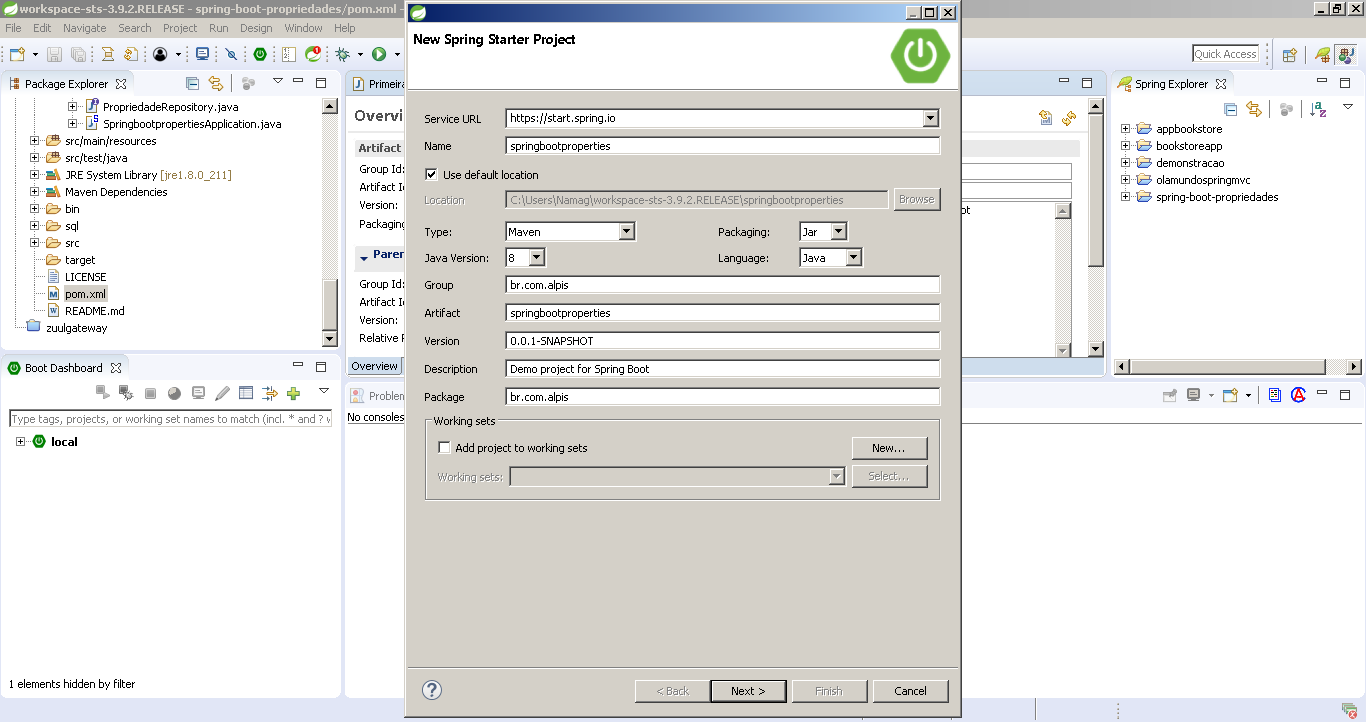 workspace-sts-3.9.2.RELEASE - spring-boot-propriedades/pom.xml -
File Edit Navigate Search Project Run Design Window Help
Quick Access
Package Explorer
PropriedadeRepository.java
SpringbootpropertiesApplication.java
src/main/resources
src/test/java
JRE System Library [jre1.8.0_211]
Maven Dependencies
bin
sql
src
target
LICENSE
pom.xml
README.md
zuulgateway
Boot Dashboard
Type tags, projects, or working set names to match (incl. * and ? w
local
1 elements hidden by filter
Primeira
Overvi
Artifact
Group Id:
Artifact Id
Version:
Packaging
Paren
Group Id:
Artifact Id
Version:
Relative P
Overview
Problem
No consoles
New Spring Starter Project
Service URL https://start.spring.io
Name springbootproperties
Use default location
Location C:\Users\Namag\workspace-sts-3.9.2.RELEASE\springbootproperties Browse
Type: Maven Packaging: Jar
Java Version: 8 Language: Java
Group br.com.alpis
Artifact springbootproperties
Version 0.0.1-SNAPSHOT
Description Demo project for Spring Boot
Package br.com.alpis
Working sets
Add project to working sets New...
Working sets: Select...
? < Back Next > Finish Cancel
ot
Spring Explorer
appbookstore
bookstoreapp
demonstracao
olamundospringmvc
spring-boot-propriedades